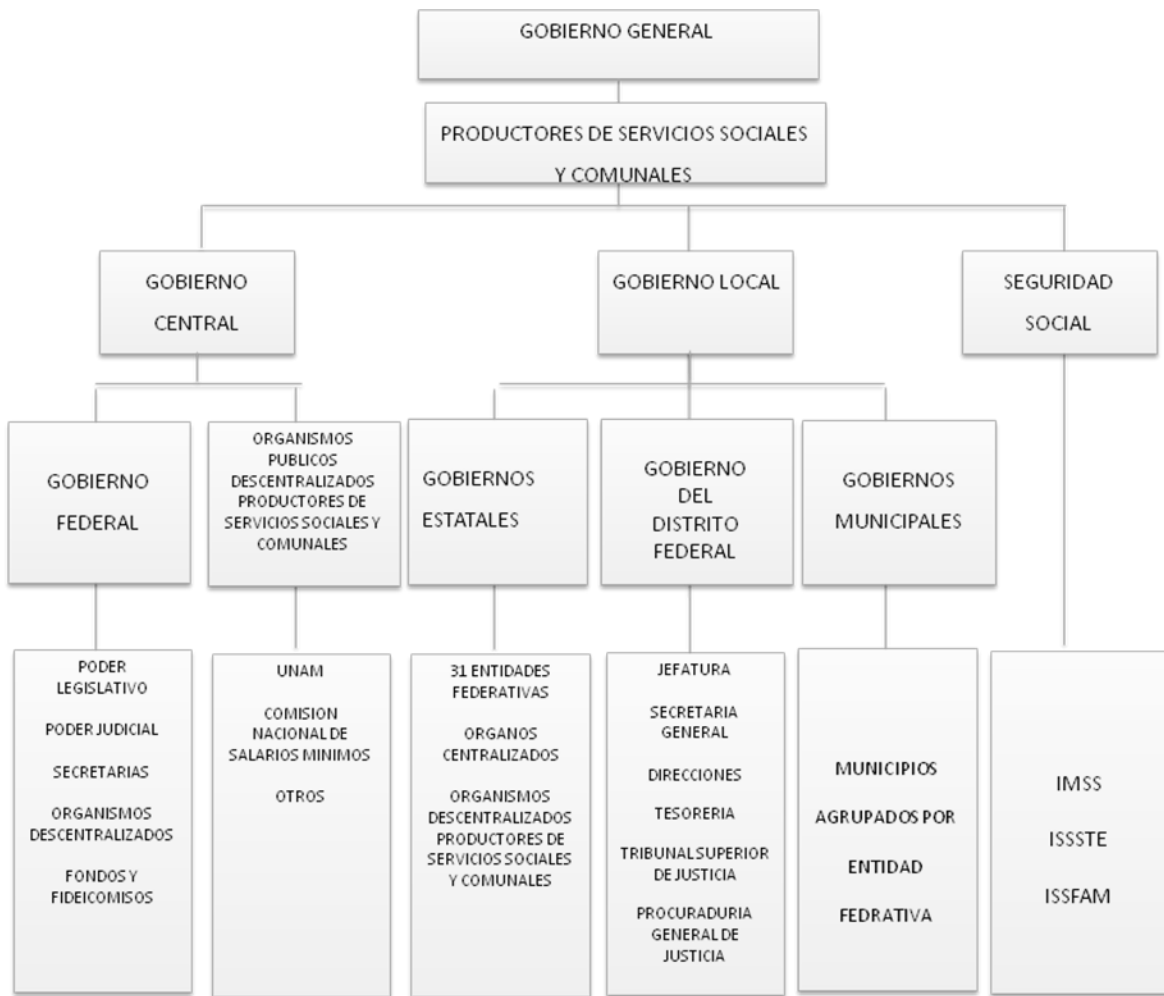 GOBIERNO GENERAL
PRODUCTORES DE SERVICIOS SOCIALES
Y COMUNALES
GOBIERNO
CENTRAL
GOBIERNO LOCAL
SEGURIDAD
SOCIAL
GOBIERNO
FEDERAL
ORGANISMOS
PUBLICOS
DESCENTRALIZADOS
PRODUCTORES DE
SERVICIOS SOCIALES Y
COMUNALES
GOBIERNOS
ESTATALES
GOBIERNO
DEL
DISTRITO
FEDERAL
GOBIERNOS
MUNICIPALES
PODER
LEGISLATIVO
PODER JUDICIAL
SECRETARIAS
ORGANISMOS
DESCENTRALIZADOS
FONDOS Y
FIDEICOMISOS
UNAM
COMISION
NACIONAL DE
SALARIOS MINIMOS
OTROS
31 ENTIDADES
FEDERATIVAS
ORGANOS
CENTRALIZADOS
ORGANISMOS
DESCENTRALIZADOS
PRODUCTORES DE
SERVICIOS SOCIALES
Y COMUNALES
JEFATURA
SECRETARIA
GENERAL
DIRECCIONES
TESORERIA
TRIBUNAL SUPERIOR
DE JUSTICIA
PROCURADURIA
GENERAL DE
JUSTICIA
MUNICIPIOS
AGRUPADOS POR
ENTIDAD
FEDRATIVA
IMSS
ISSSTE
ISSFAM